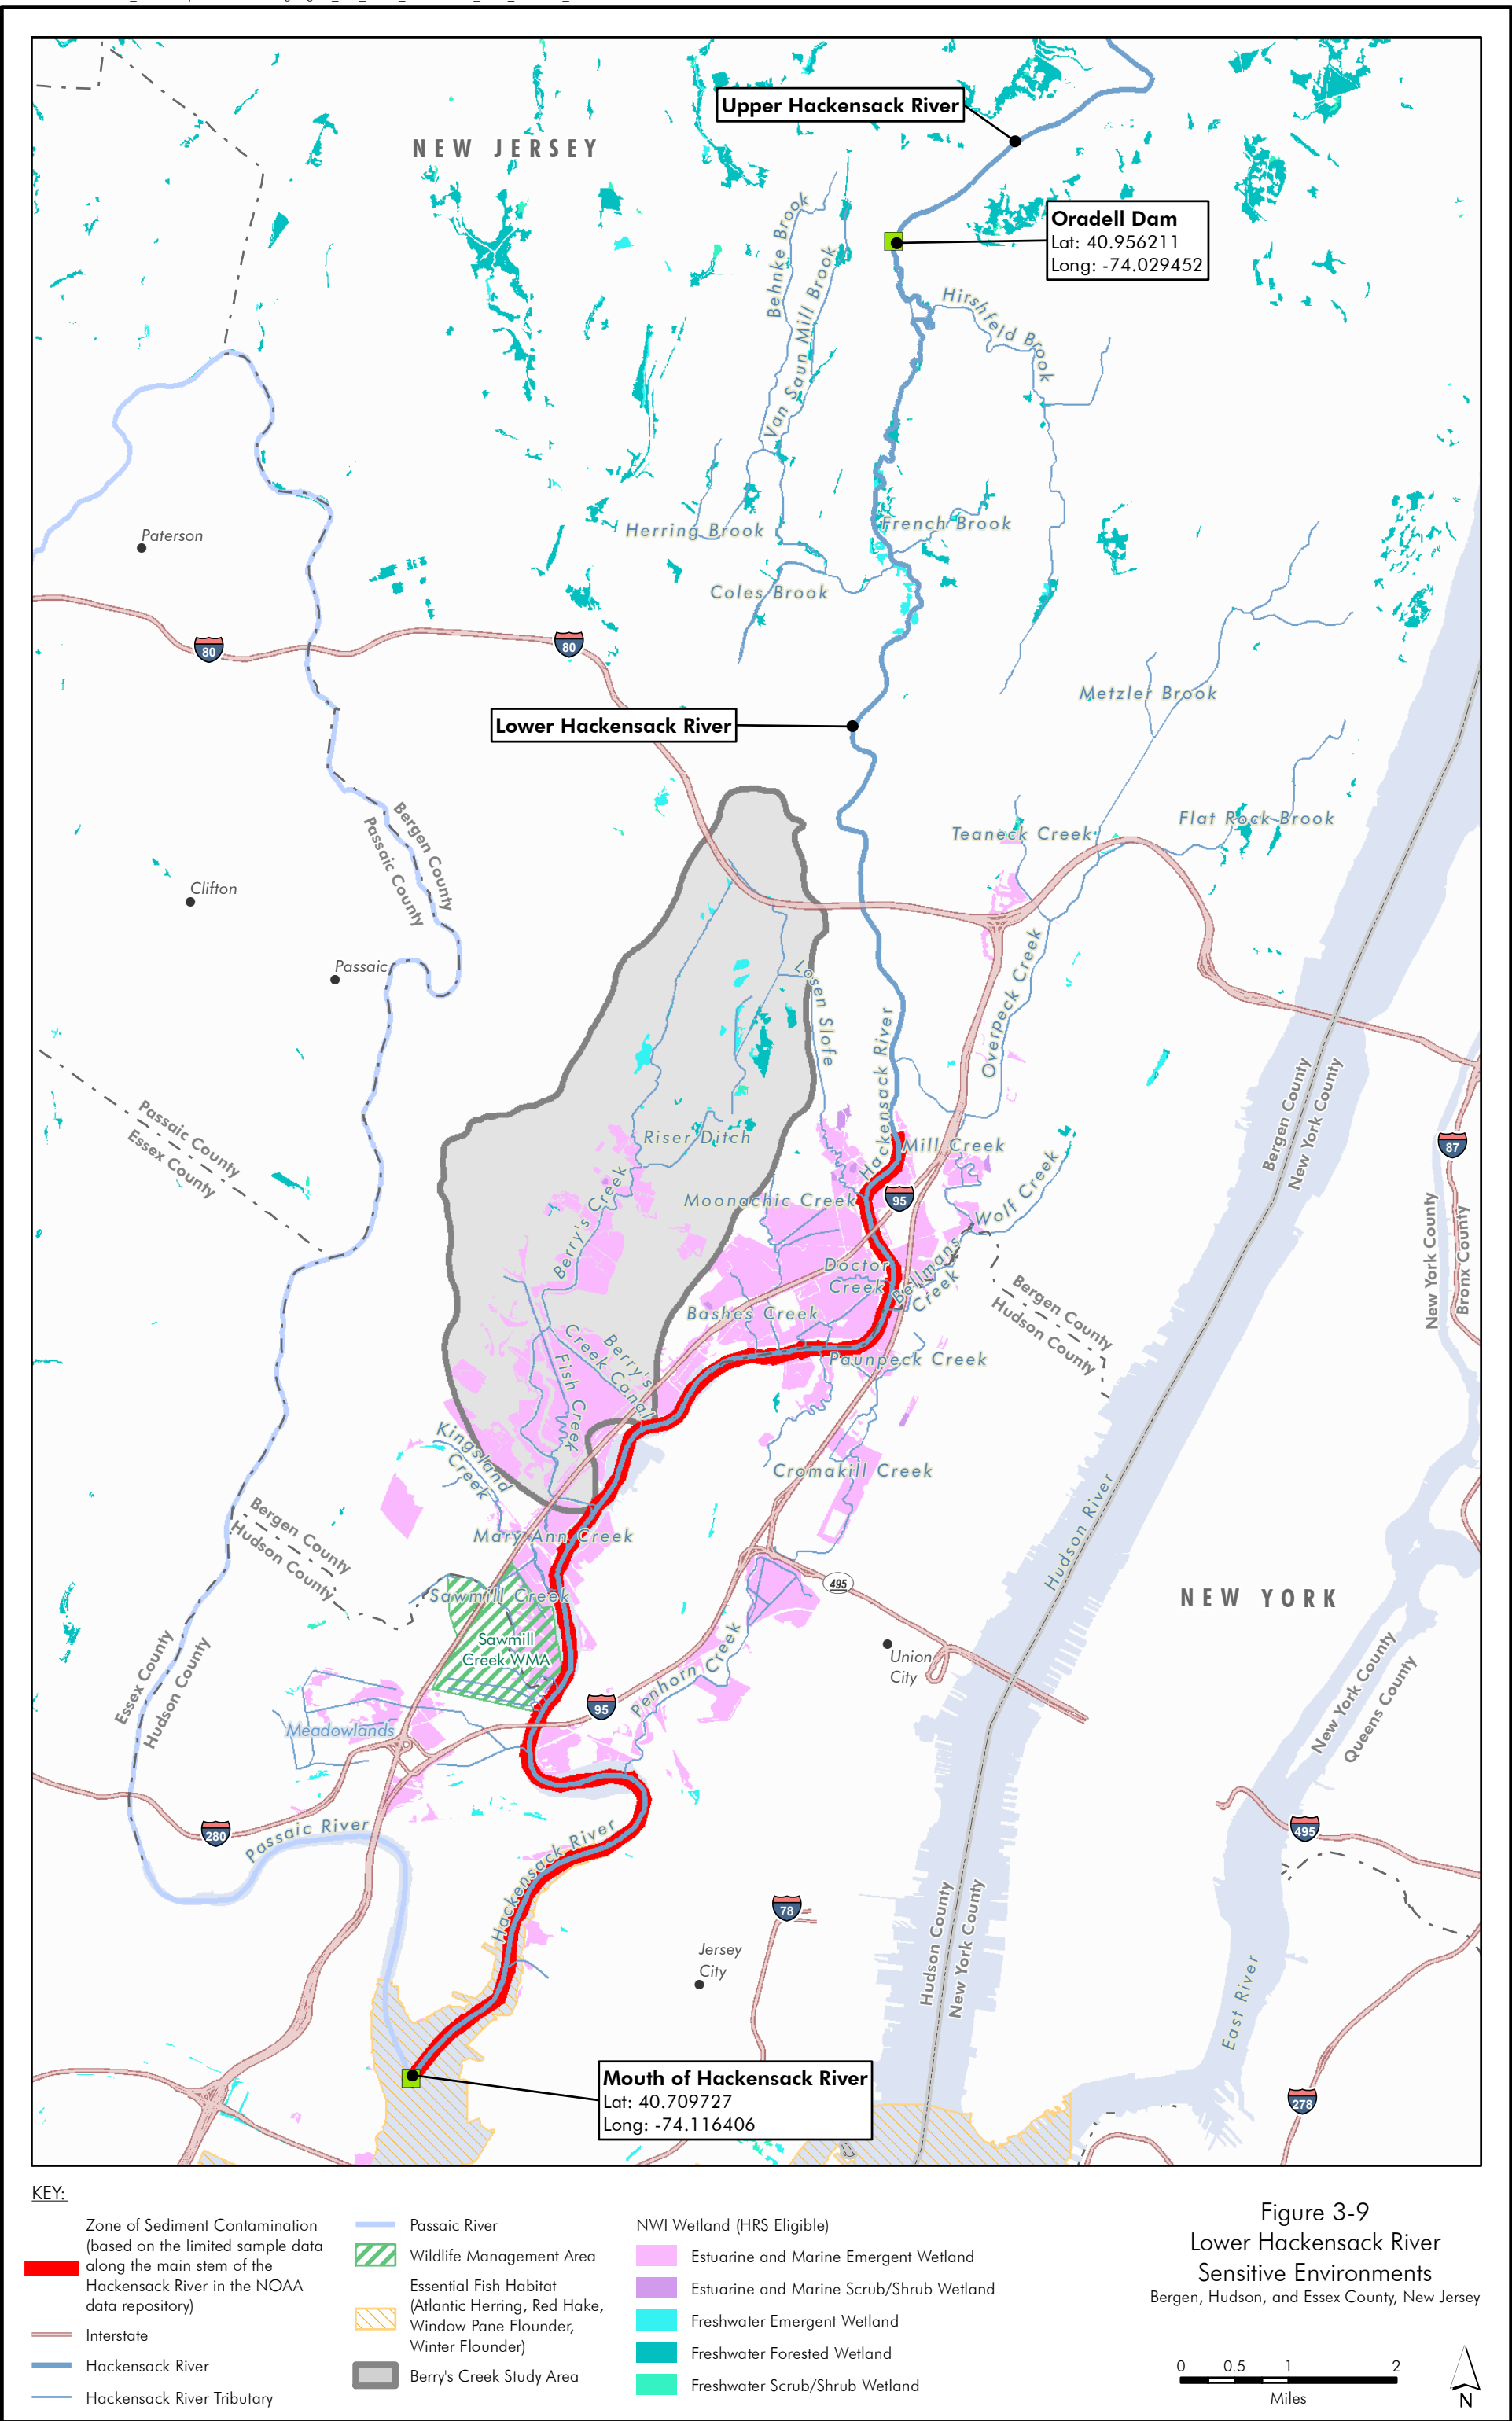 Upper Hackensack River
NEW JERSEY
Oradell Dam
Lat: 40.956211
Long: -74.029452
Behnke Brook
Van Saun Mill Brook
Hirshfeld Brook
Paterson
Herring Brook
French Brook
Coles Brook
80
80
Metzler Brook
Lower Hackensack River
Bergen County
Passaic County
Teaneck Creek
Flat Rock Brook
Clifton
Passaic
Losen Slofe
Hackensack River
Overpeck Creek
Bergen County
New York County
Passaic County
Essex County
Riser Ditch
Mill Creek
87
Berry's Creek
Moonachic Creek
95
Wolf Creek
New York County
Bronx County
Doctor
Creek
Bellmans
Creek
Bergen County
Hudson County
Bashes Creek
Berry's
Creek Canal
Fish Creek
Paunpeck Creek
Kingsland
Creek
Cromakill Creek
Bergen County
Hudson County
Mary Ann Creek
Hudson River
495
Sawmill Creek
NEW YORK
Sawmill
Creek WMA
Union
City
Essex County
Hudson County
Penhorn Creek
New York County
Queens County
95
Meadowlands
280
Passaic River
495
Hackensack River
78
Jersey
City
Hudson County
New York County
East River
Mouth of Hackensack River
Lat: 40.709727
Long: -74.116406
278
KEY:
Zone of Sediment Contamination
(based on the limited sample data
along the main stem of the
Hackensack River in the NOAA
data repository)
Interstate
Hackensack River
Hackensack River Tributary
Passaic River
Wildlife Management Area
Essential Fish Habitat
(Atlantic Herring, Red Hake,
Window Pane Flounder,
Winter Flounder)
Berry's Creek Study Area
NWI Wetland (HRS Eligible)
Estuarine and Marine Emergent Wetland
Estuarine and Marine Scrub/Shrub Wetland
Freshwater Emergent Wetland
Freshwater Forested Wetland
Freshwater Scrub/Shrub Wetland
Figure 3-9
Lower Hackensack River
Sensitive Environments
Bergen, Hudson, and Essex County, New Jersey
0 0.5 1 2
Miles
N